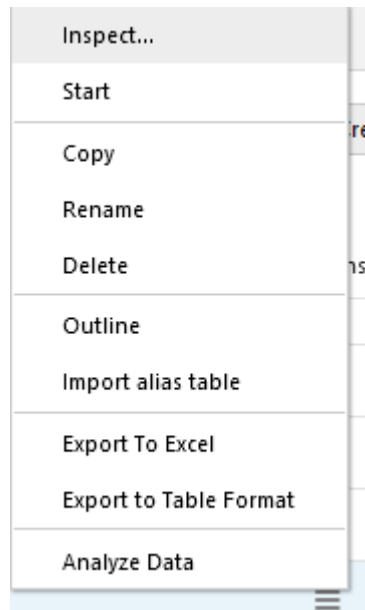 Inspect...
Start
Copy
Rename
Delete
Outline
Import alias table
Export To Excel
Export to Table Format
Analyze Data